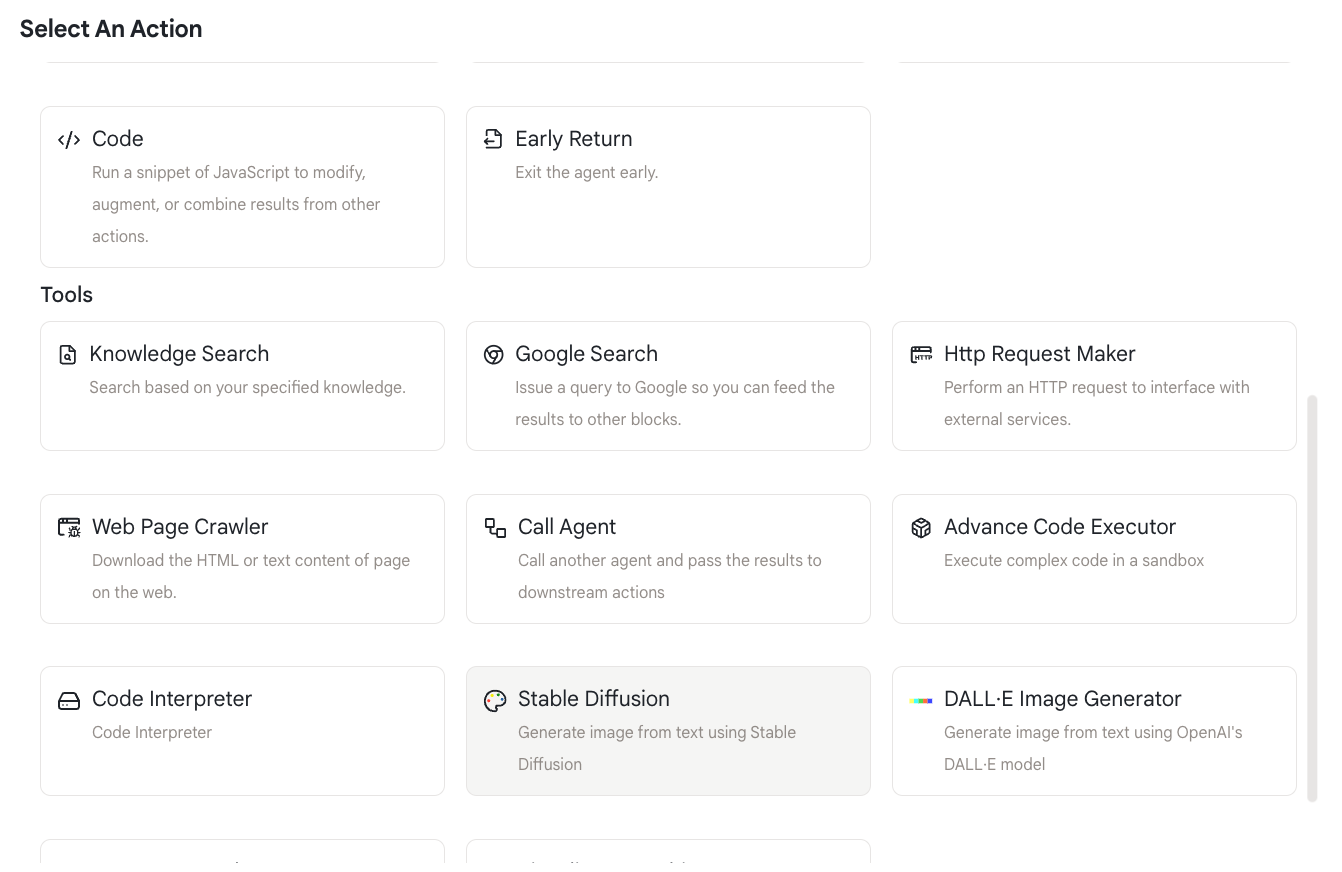 Select An Action
Code
Run a snippet of JavaScript to modify,
augment, or combine results from other
actions.
Early Return
Exit the agent early.
Tools
Knowledge Search
Search based on your specified knowledge.
Google Search
Issue a query to Google so you can feed the
results to other blocks.
HTTP
Http Request Maker
Perform an HTTP request to interface with
external services.
Web Page Crawler
Download the HTML or text content of page
on the web.
Call Agent
Call another agent and pass the results to
downstream actions
Advance Code Executor
Execute complex code in a sandbox
Code Interpreter
Code Interpreter
Stable Diffusion
Generate image from text using Stable
Diffusion
DALL·E Image Generator
Generate image from text using OpenAI's
DALL·E model